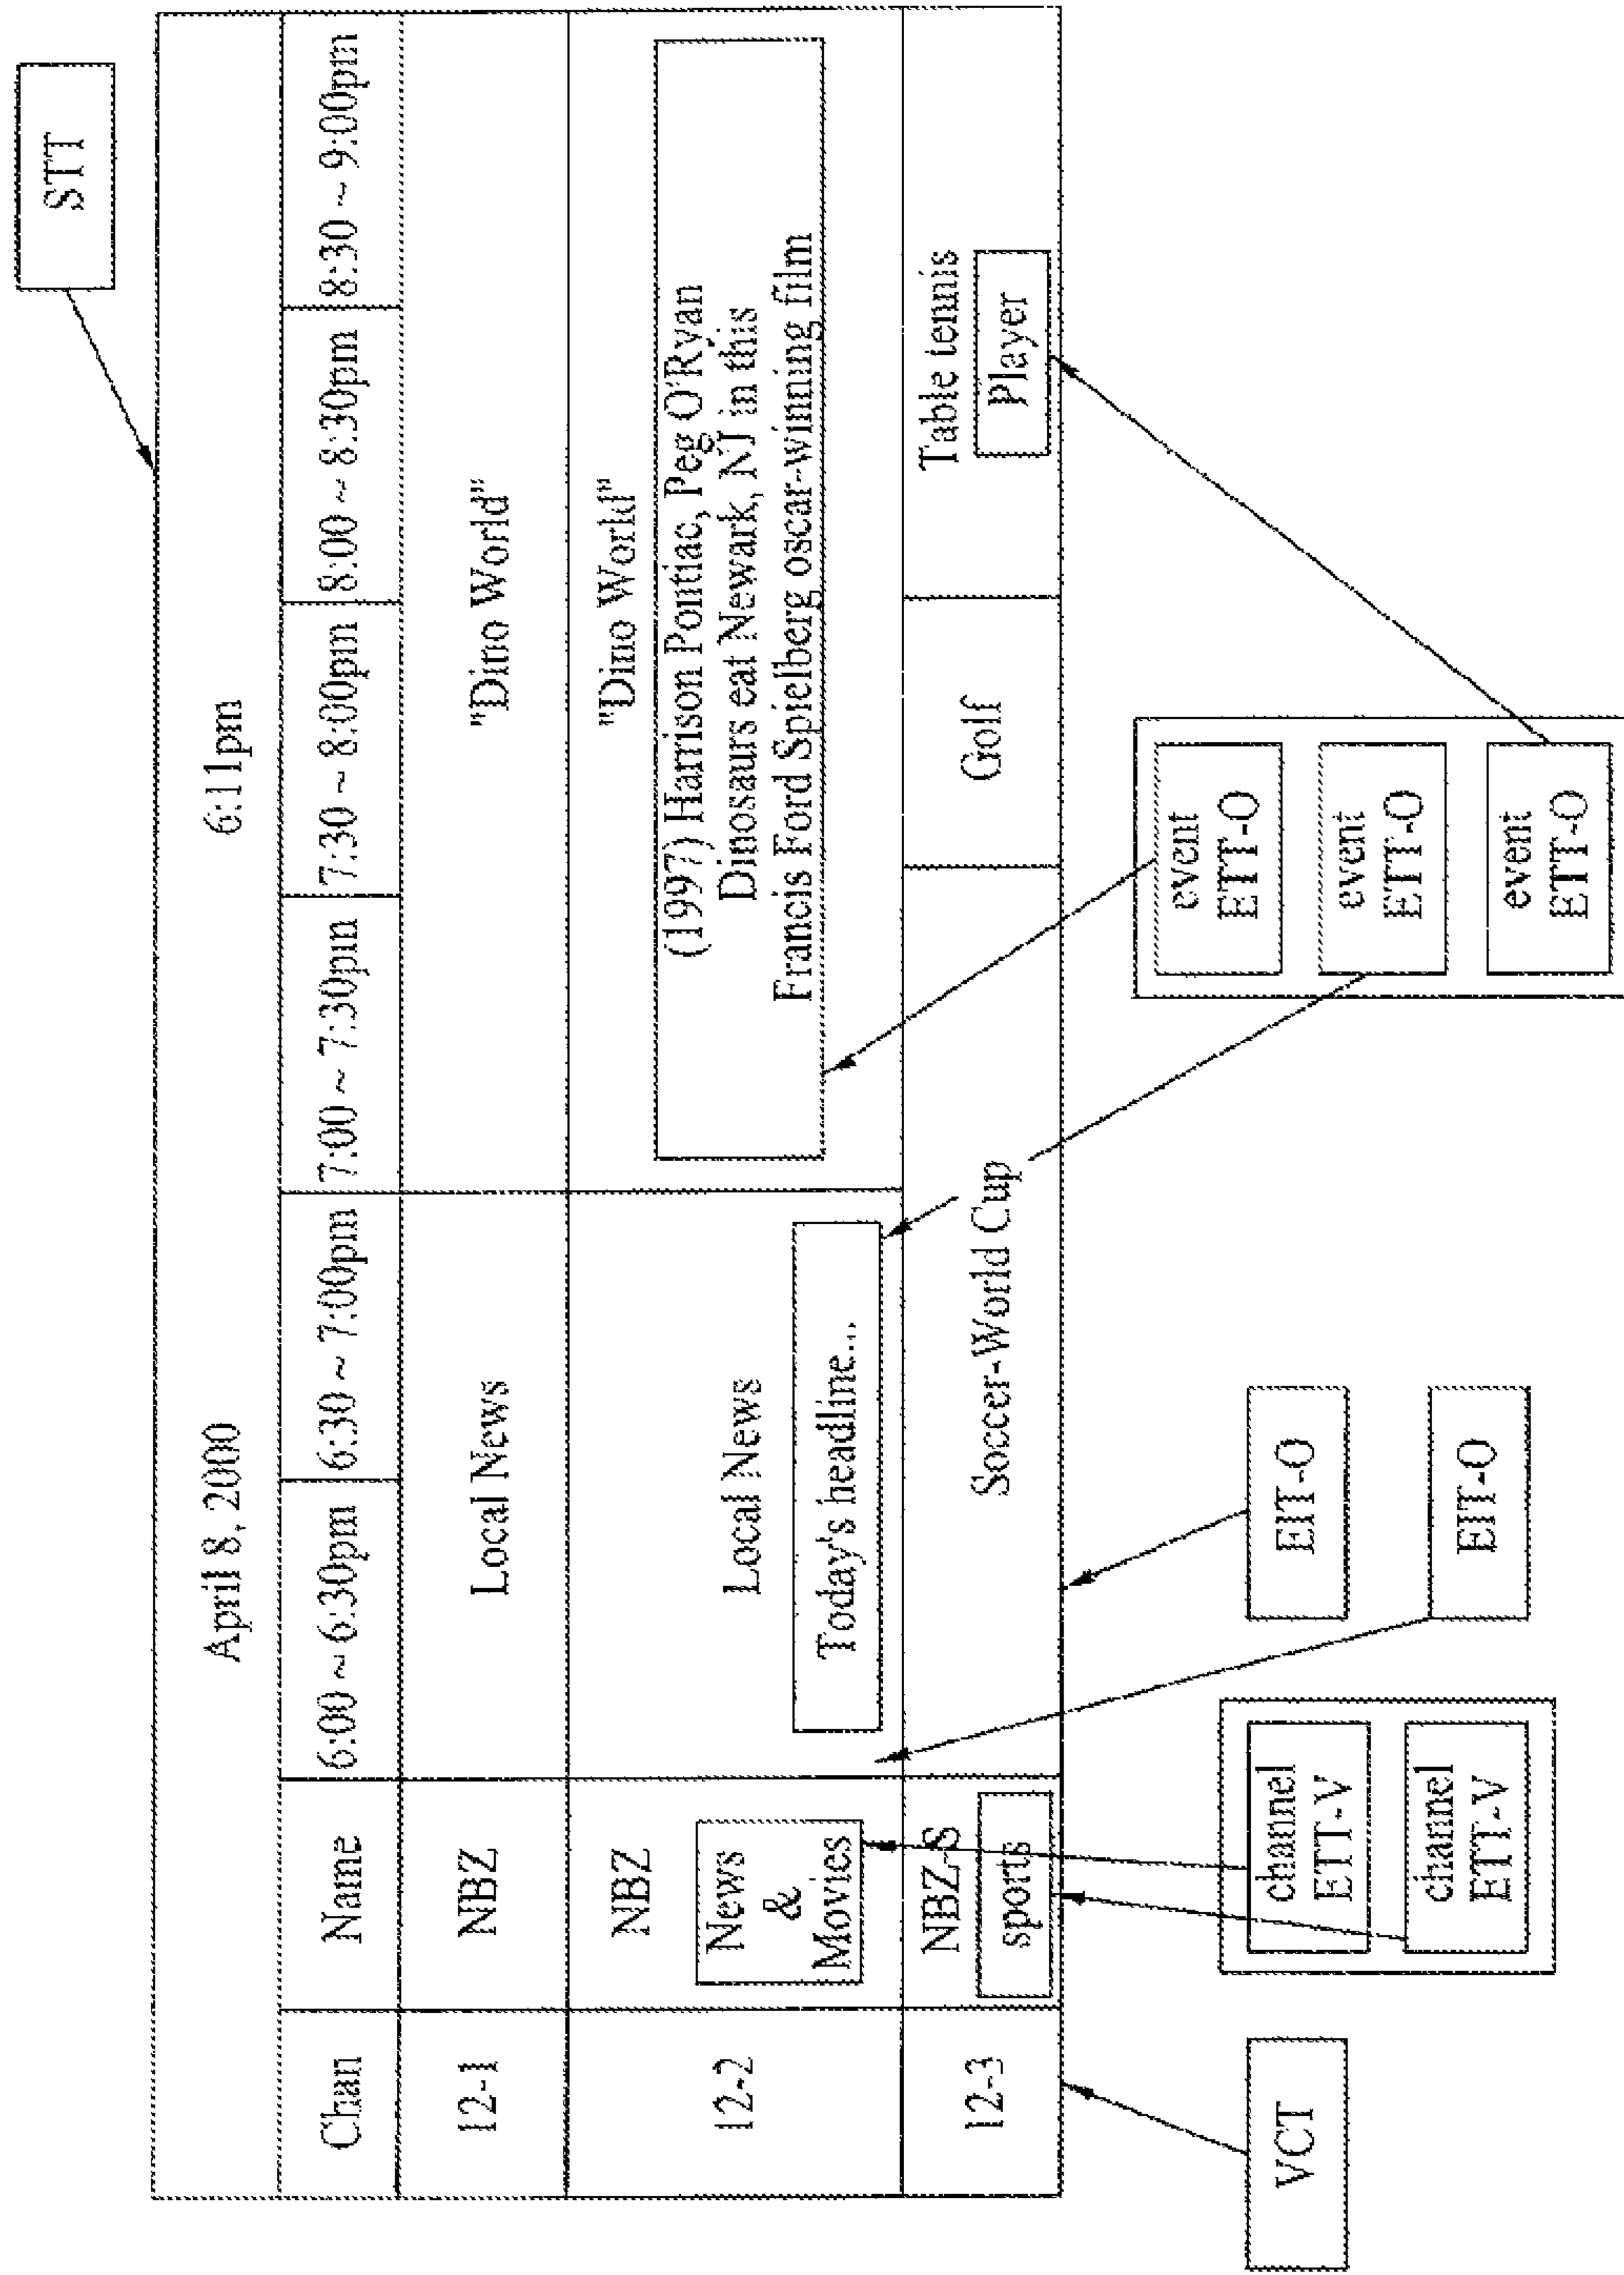 STT
April 8, 2000 6:11pm
Chan Name 6:00 ~ 6:30pm 6:30 ~ 7:00pm 7:00 ~ 7:30pm 7:30 ~ 8:00pm 8:00 ~ 8:30pm 8:30 ~ 9:00pm
12-1 NBZ Local News "Dino World"
12-2 NBZ
News
&
Movies
Local News
Today's headline...
"Dino World"
(1997) Harrison Pontiac, Peg O'Ryan
Dinosaurs eat Newark, NJ in this
Francis Ford Spielberg oscar-winning film
12-3 NBZ-S
sports
Soccer-World Cup
Golf
Table tennis
Player
VCT
channel
ETT-V
channel
ETT-V
EIT-O
EIT-O
event
ETT-O
event
ETT-O
event
ETT-O